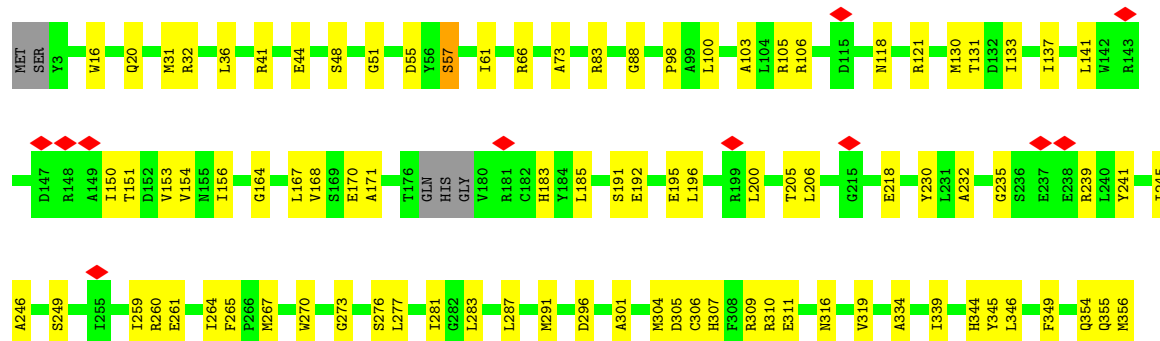 MET SER Y3 W16 Q20 M31 R32 L36 R41 E44 S48 G51 D55 Y56 S57 I61 R66 A73 R83 G88 P98 A99 L100 A103 L104 R105 R106 D115 N118 R121 M130 T131 D132 I133 I137 L141 W142 R143
D147 R148 A149 I150 T151 D152 V153 V154 N155 I156 G164 L167 V168 S169 E170 A171 T176 GLN HIS GLY V180 R181 C182 H183 Y184 L185 S191 E192 E195 L196 R199 L200 T205 L206 G215 E218 Y230 L231 A232 G235 S236 E237 E238 R239 L240 Y241
A246 S249 I255 I259 R260 E261 I264 F265 P266 M267 W270 G273 S276 L277 I281 G282 L283 L287 M291 D296 A301 M304 D305 C306 H307 F308 R309 R310 E311 N316 V319 A334 I339 H344 Y345 L346 F349 Q354 Q355 M356